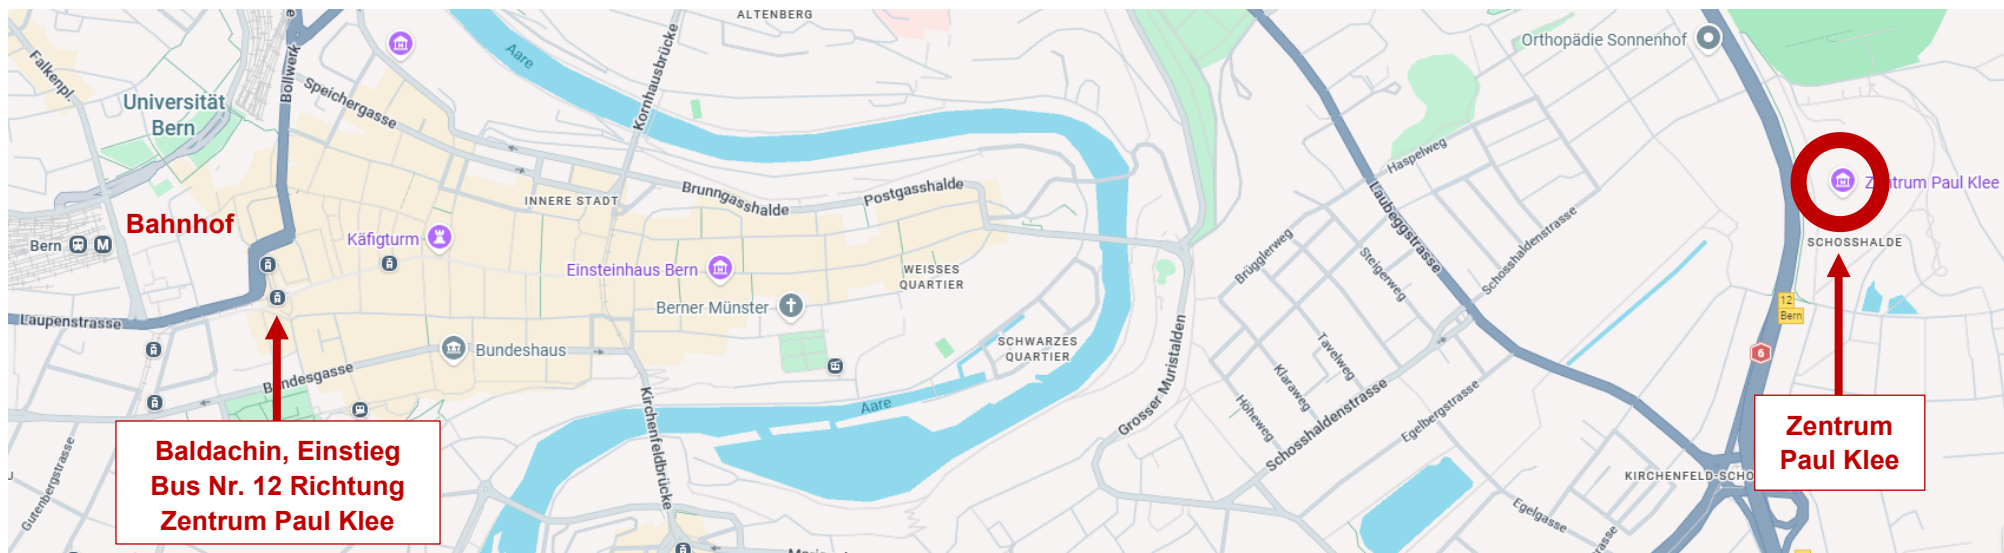 ALTENBERG
Aare
Kornhausbrücke
Bollwerk
Falkenpl.
Speichergasse
Universität
Bern
Orthopädie Sonnenhof
Haspelweg
Brunngasshalde
Postgasshalde
INNERE STADT
Laubeggstrasse
Zentrum Paul Klee
Bahnhof
Bern
M
Käfigturm
Einsteinhaus Bern
WEISSES
QUARTIER
Brügglerweg
Steigerweg
Schosshaldenstrasse
SCHOSSHALDE
Berner Münster
Laupenstrasse
12
Bern
SCHWARZES
QUARTIER
Bundeshaus
Bundesgasse
Grosser Muristalden
Tavelweg
Klaraweg
Höheweg
6
Aare
Kirchenfeldbrücke
Schosshaldenstrasse
Egelbergstrasse
Gutenbergstrasse
Baldachin, Einstieg
Bus Nr. 12 Richtung
Zentrum Paul Klee
Zentrum
Paul Klee
KIRCHENFELD-SCHO
Egelgasse